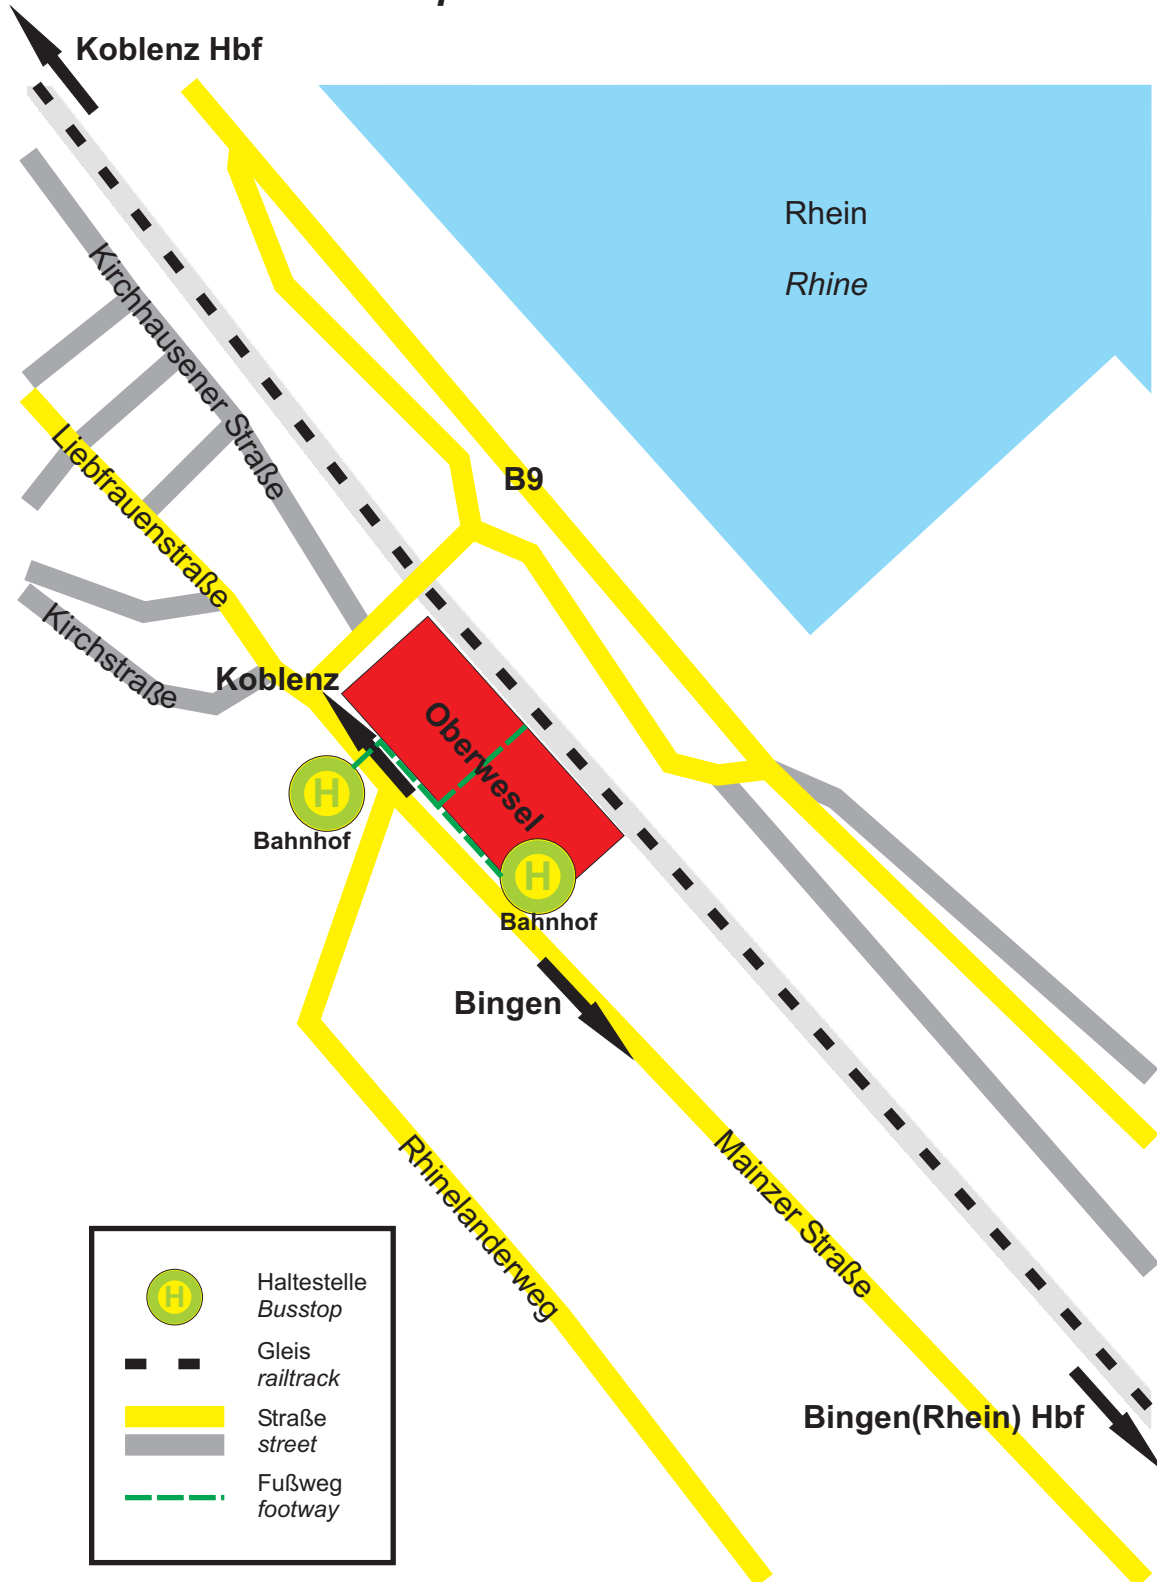 Koblenz Hbf
Rhein
Rhine
Kirchhausener Straße
B9
Liebfrauenstraße
Kirchstraße
Koblenz
Oberwesel
H
Bahnhof
H
Bahnhof
Bingen
Rhinelanderweg
Mainzer Straße
H
Haltestelle
Busstop
Gleis
railtrack
Straße
street
Fußweg
footway
Bingen(Rhein) Hbf